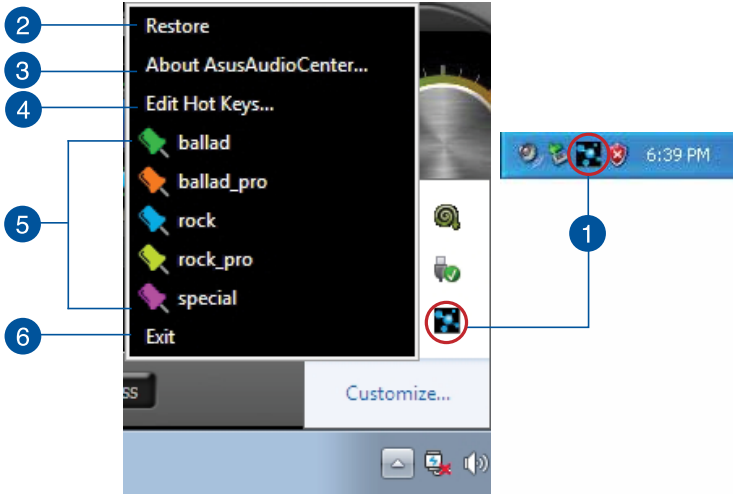 2
Restore
3
About AsusAudioCenter...
4
Edit Hot Keys...
ballad
ballad_pro
5
rock
rock_pro
special
6
Exit
ss
Customize...
6:39 PM
1